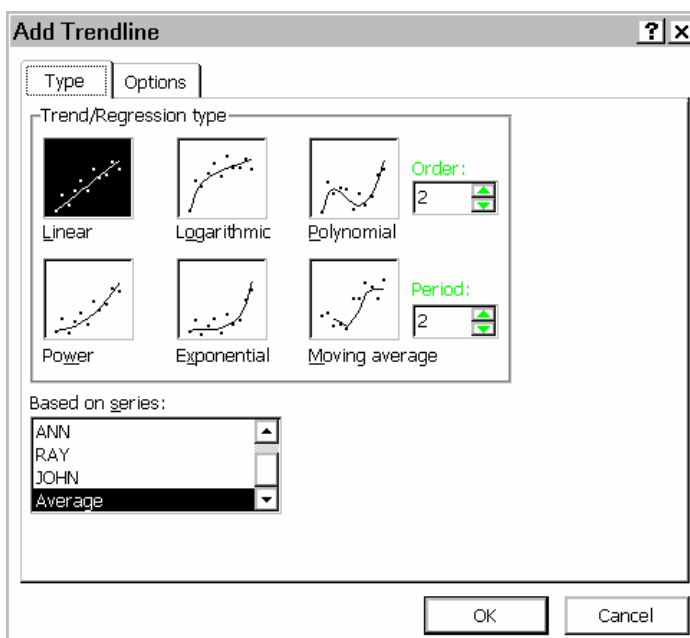 Add Trendline
Type Options
Trend/Regression type
Order:
2
Linear Logarithmic Polynomial
Period:
2
Power Exponential Moving average
Based on series:
ANN
RAY
JOHN
Average
OK Cancel